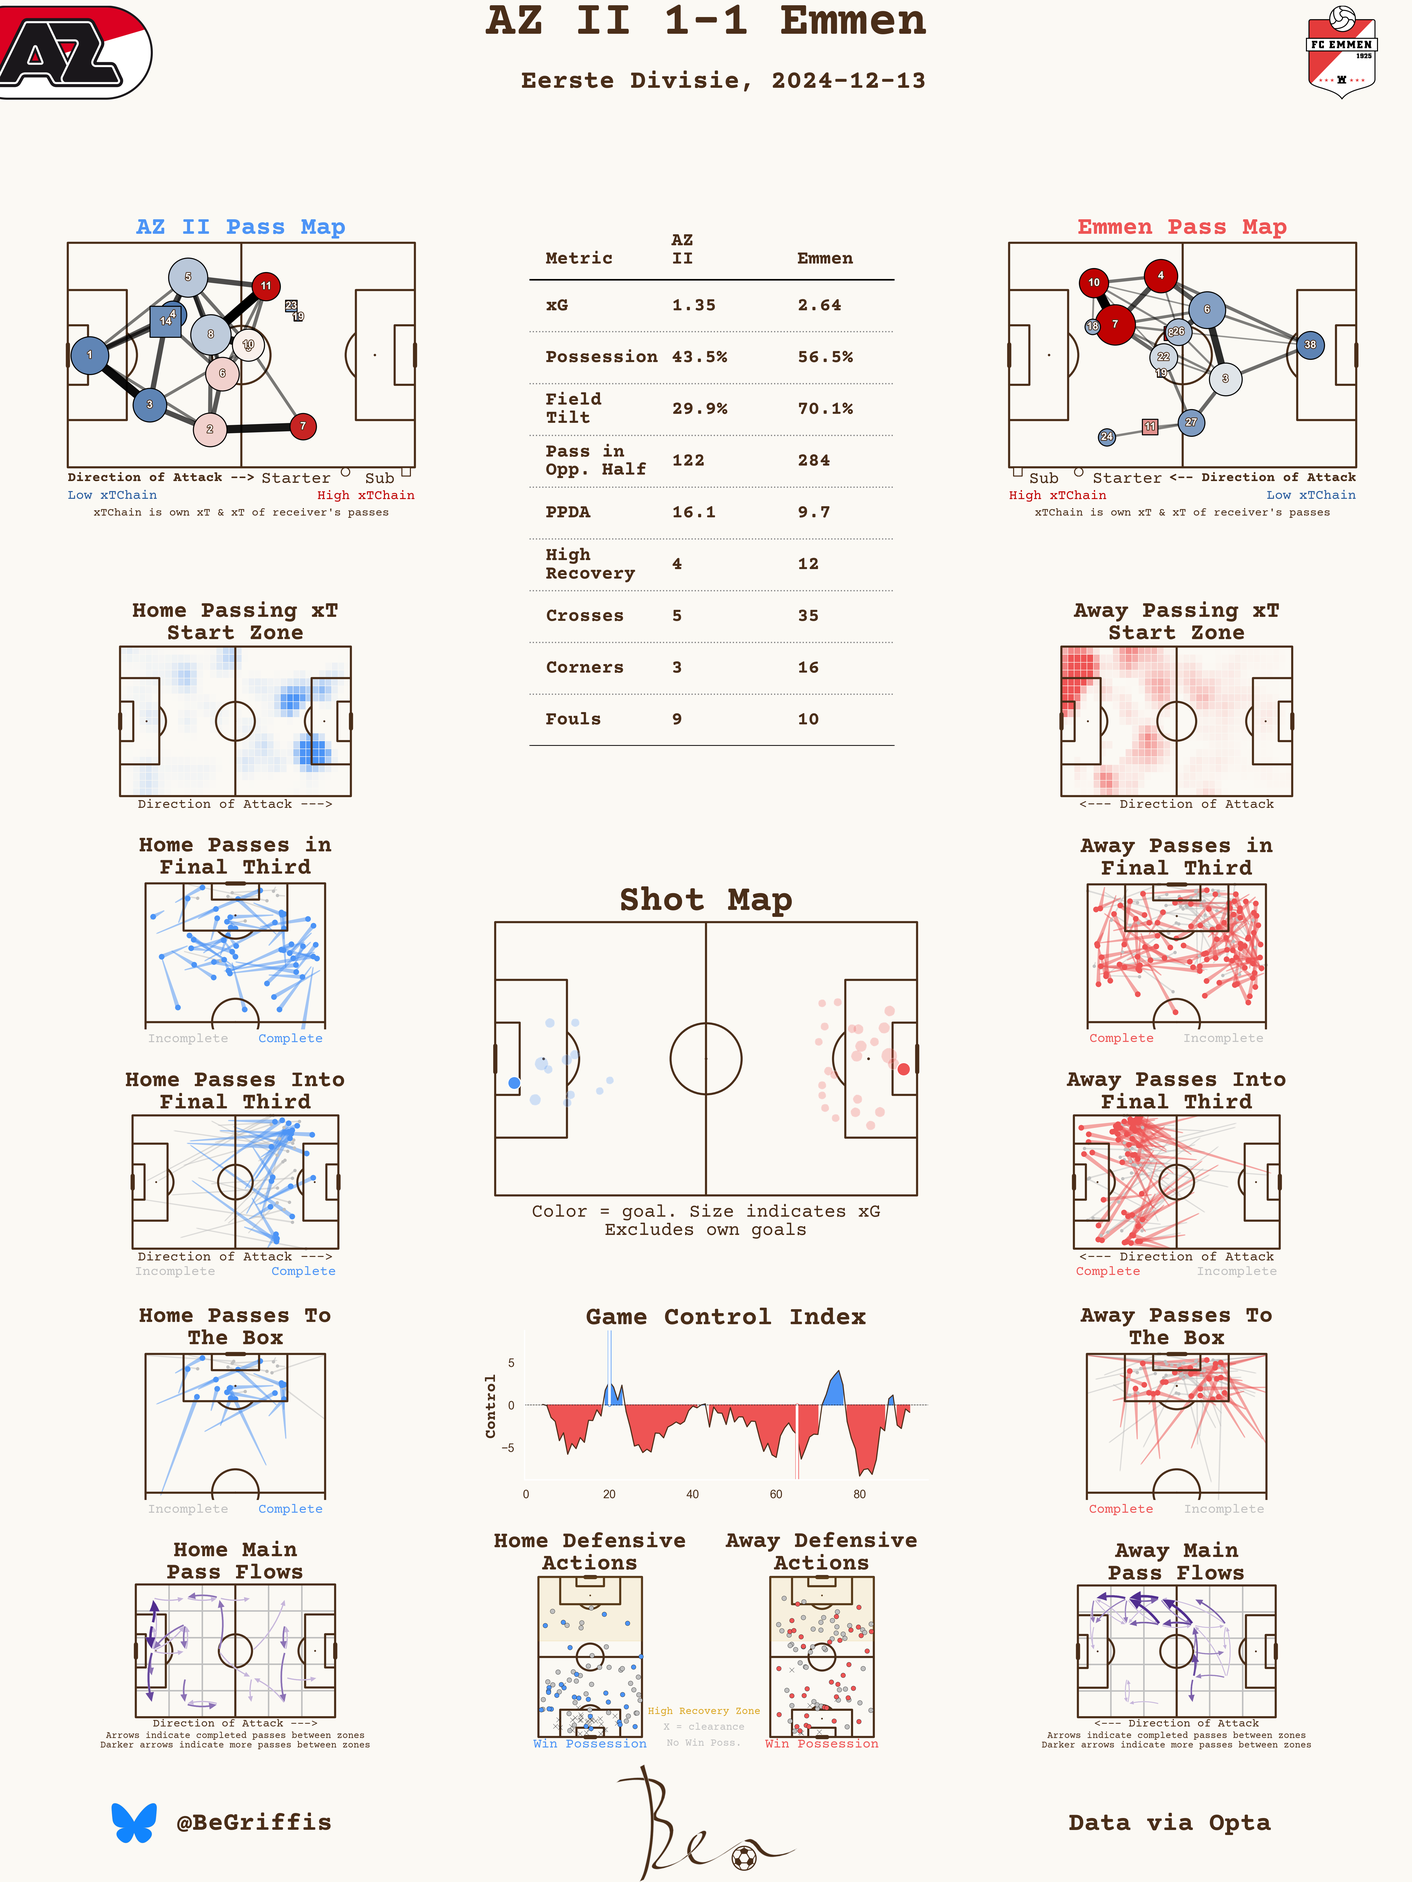 AZ II 1-1 Emmen
Eerste Divisie, 2024-12-13
AZ
FC EMMEN
1925
AZ II Pass Map
5
11
4
14
23
19
8
10
9
1
6
3
2
7
Direction of Attack --> Starter Sub
Low xTChain High xTChain
xTChain is own xT & xT of receiver's passes
Metric AZ II Emmen
xG 1.35 2.64
Possession 43.5% 56.5%
Field Tilt 29.9% 70.1%
Pass in Opp. Half 122 284
PPDA 16.1 9.7
High Recovery 4 12
Crosses 5 35
Corners 3 16
Fouls 9 10
Emmen Pass Map
10
4
6
18
7
8
26
38
22
19
3
27
11
24
Sub Starter <-- Direction of Attack
High xTChain Low xTChain
xTChain is own xT & xT of receiver's passes
Home Passing xT
Start Zone
Direction of Attack --->
Away Passing xT
Start Zone
<--- Direction of Attack
Home Passes in
Final Third
Incomplete Complete
Away Passes in
Final Third
Complete Incomplete
Shot Map
Color = goal. Size indicates xG
Excludes own goals
Home Passes Into
Final Third
Direction of Attack --->
Incomplete Complete
Away Passes Into
Final Third
<--- Direction of Attack
Complete Incomplete
Home Passes To
The Box
Incomplete Complete
Game Control Index
Control
5
0
−5
0 20 40 60 80
Away Passes To
The Box
Complete Incomplete
Home Main
Pass Flows
Direction of Attack --->
Arrows indicate completed passes between zones
Darker arrows indicate more passes between zones
Home Defensive
Actions
Win Possession
Away Defensive
Actions
Win Possession
High Recovery Zone
X = clearance
No Win Poss.
Away Main
Pass Flows
<--- Direction of Attack
Arrows indicate completed passes between zones
Darker arrows indicate more passes between zones
@BeGriffis
Ben
Data via Opta